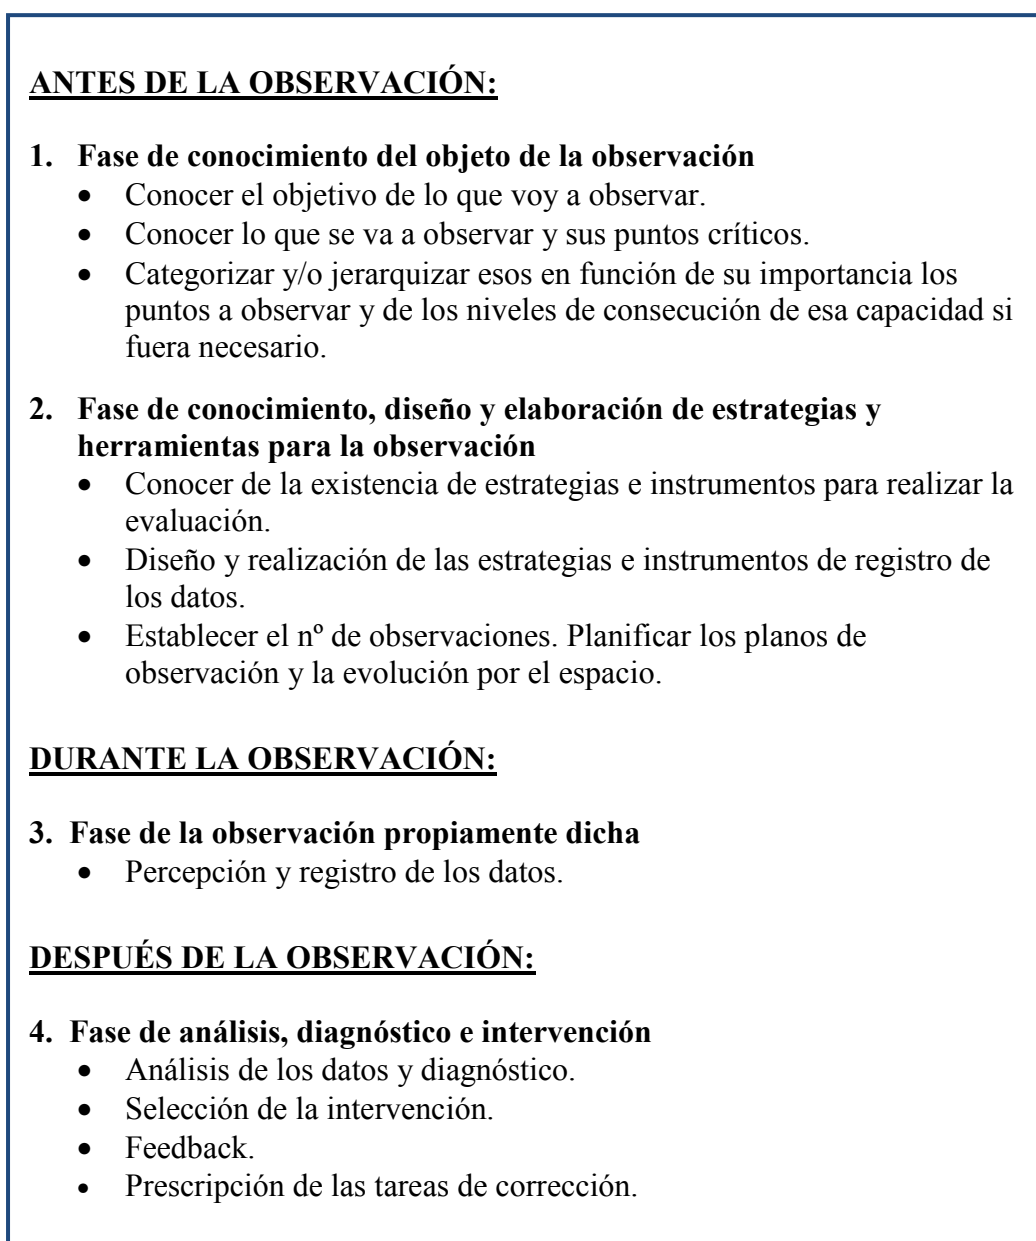 ANTES DE LA OBSERVACIÓN:
1. Fase de conocimiento del objeto de la observación
• Conocer el objetivo de lo que voy a observar.
• Conocer lo que se va a observar y sus puntos críticos.
• Categorizar y/o jerarquizar esos en función de su importancia los
puntos a observar y de los niveles de consecución de esa capacidad si
fuera necesario.
2. Fase de conocimiento, diseño y elaboración de estrategias y
herramientas para la observación
• Conocer de la existencia de estrategias e instrumentos para realizar la
evaluación.
• Diseño y realización de las estrategias e instrumentos de registro de
los datos.
• Establecer el nº de observaciones. Planificar los planos de
observación y la evolución por el espacio.
DURANTE LA OBSERVACIÓN:
3. Fase de la observación propiamente dicha
• Percepción y registro de los datos.
DESPUÉS DE LA OBSERVACIÓN:
4. Fase de análisis, diagnóstico e intervención
• Análisis de los datos y diagnóstico.
• Selección de la intervención.
• Feedback.
• Prescripción de las tareas de corrección.